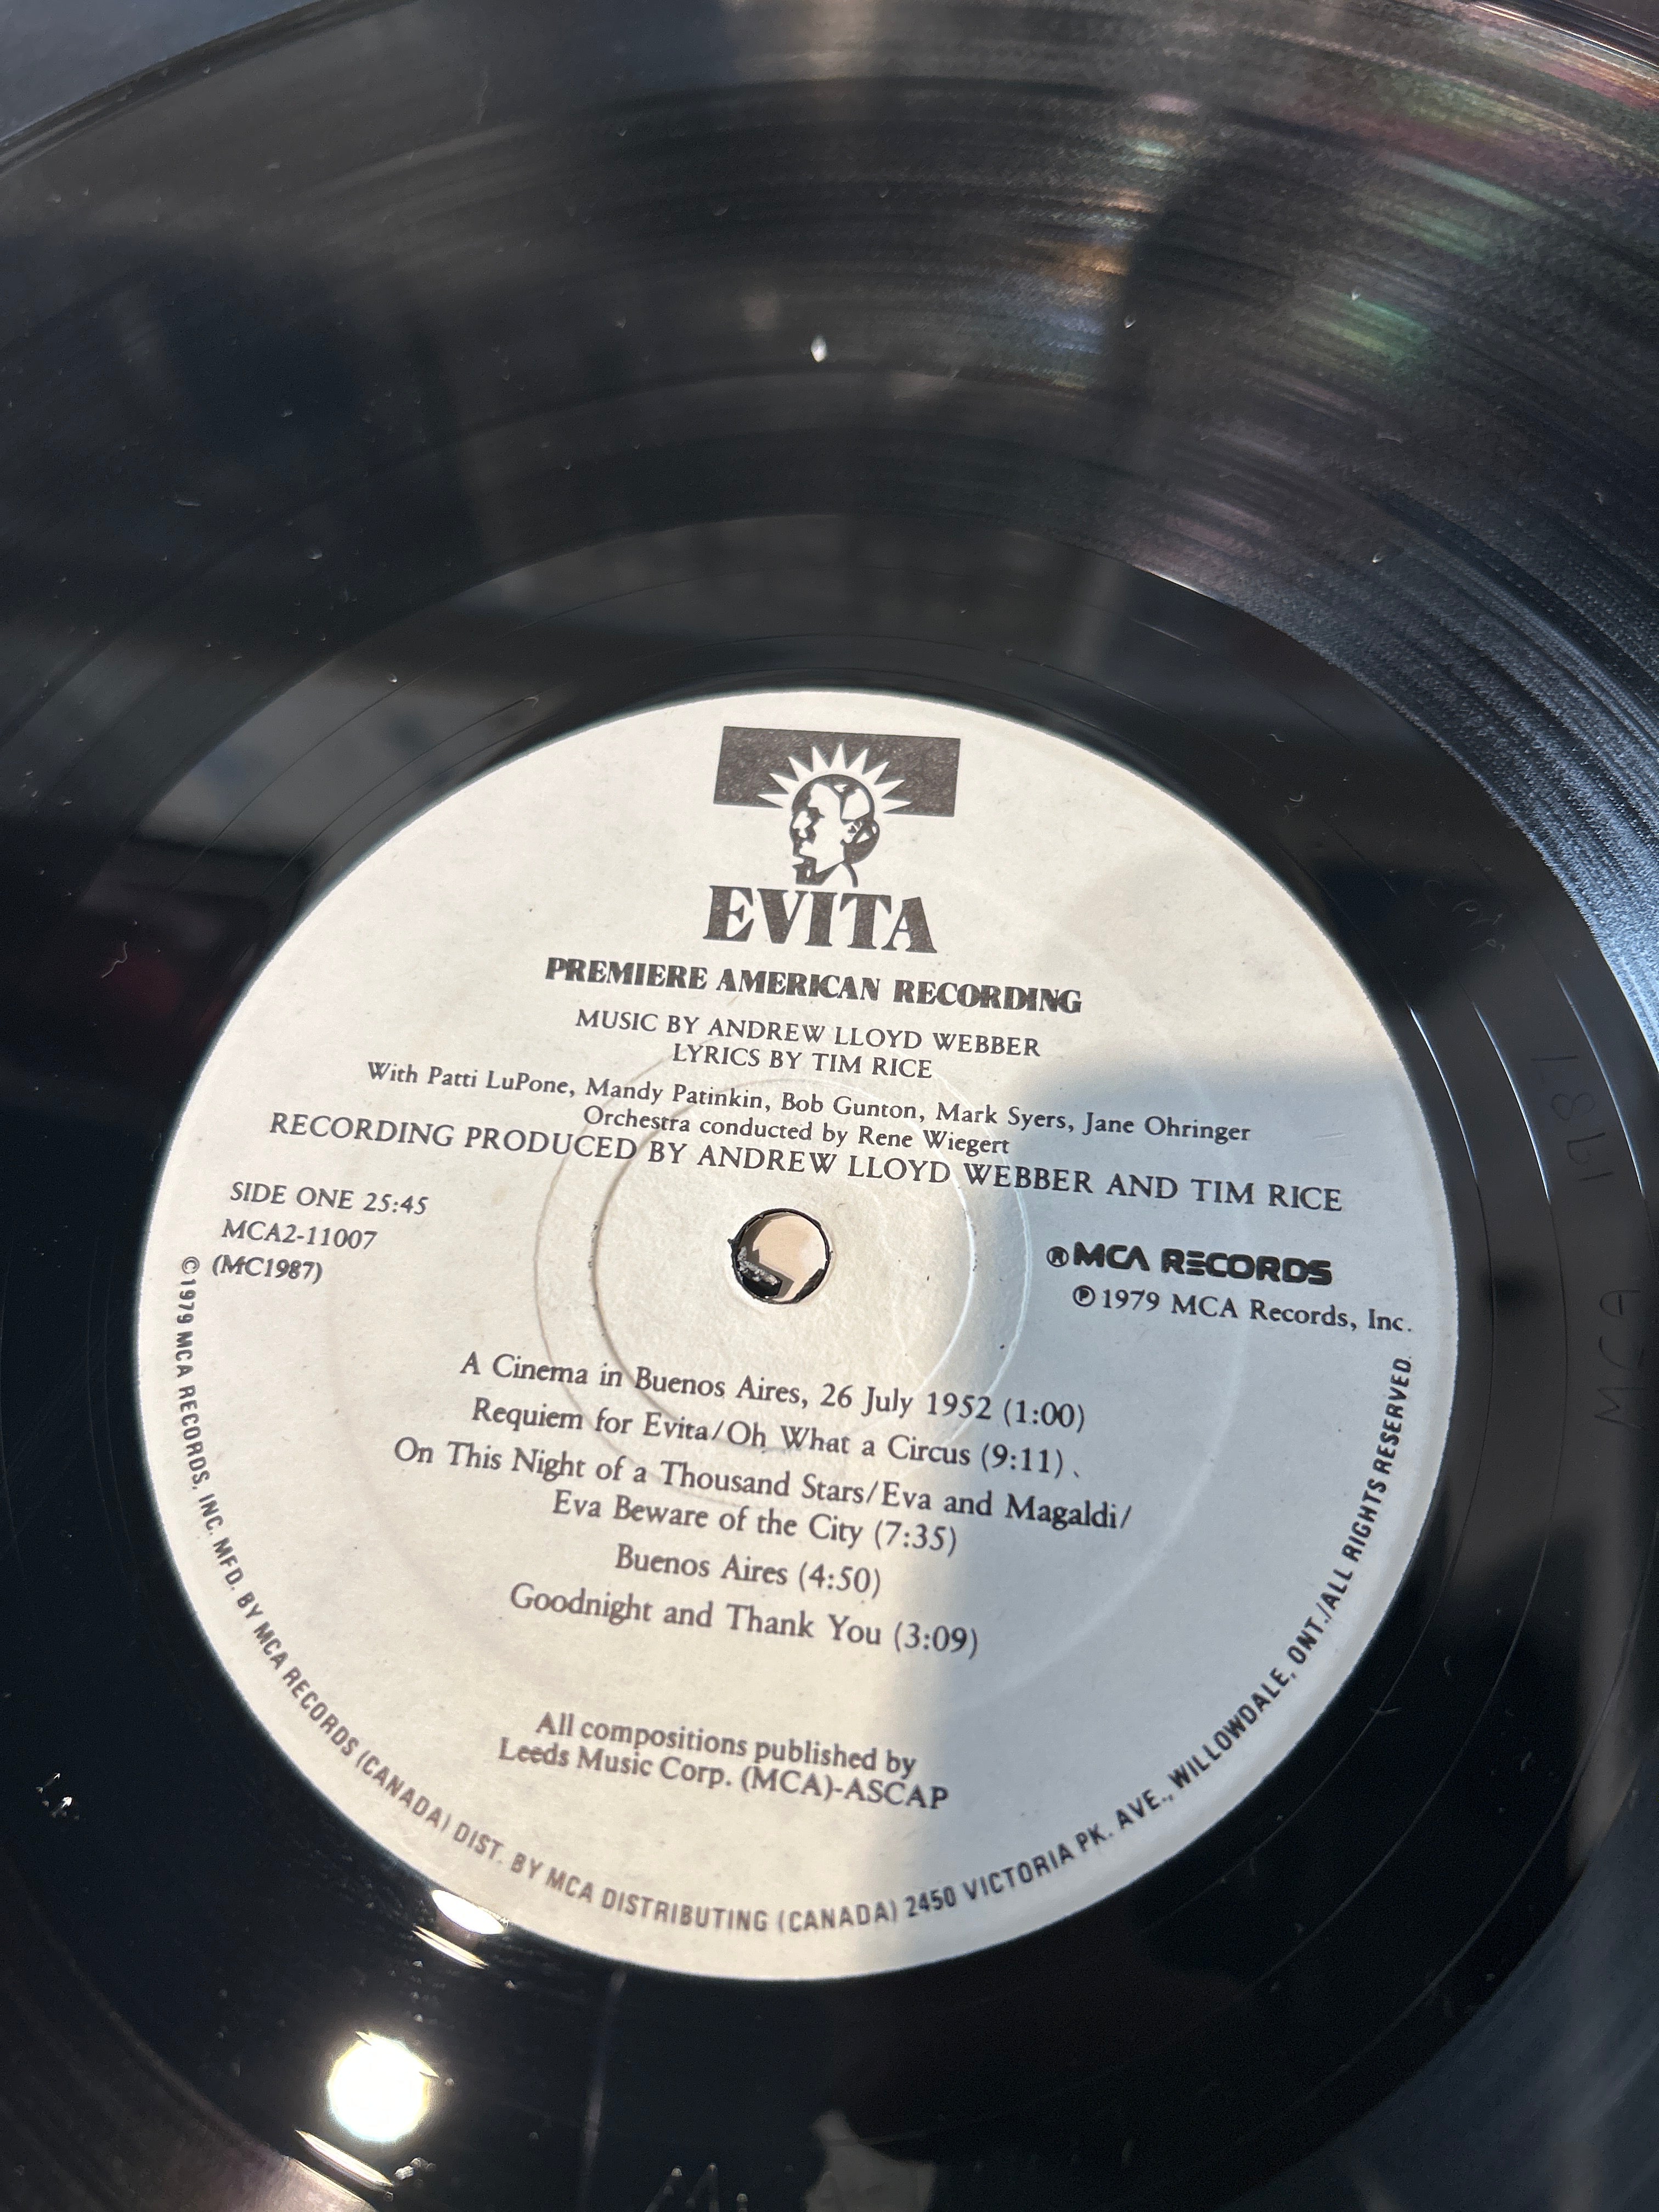 EVITA
PREMIERE AMERICAN RECORDING
MUSIC BY ANDREW LLOYD WEBBER
LYRICS BY TIM RICE
With Patti LuPone, Mandy Patinkin, Bob Gunton, Mark Syers, Jane Ohringer
Orchestra conducted by Rene Wiegert
RECORDING PRODUCED BY ANDREW LLOYD WEBBER AND TIM RICE
SIDE ONE 25:45
MCA2-11007
(MC1987)
®MCA RECORDS
℗1979 MCA Records, Inc.
A Cinema in Buenos Aires, 26 July 1952 (1:00)
Requiem for Evita/Oh What a Circus (9:11)
On This Night of a Thousand Stars/Eva and Magaldi/
Eva Beware of the City (7:35)
Buenos Aires (4:50)
Goodnight and Thank You (3:09)
All compositions published by
Leeds Music Corp. (MCA)-ASCAP
©1979 MCA RECORDS, INC. MFD. BY MCA RECORDS (CANADA) DIST. BY MCA DISTRIBUTING (CANADA) 2450 VICTORIA PK. AVE., WILLOWDALE, ONT./ALL RIGHTS RESERVED.
MCA